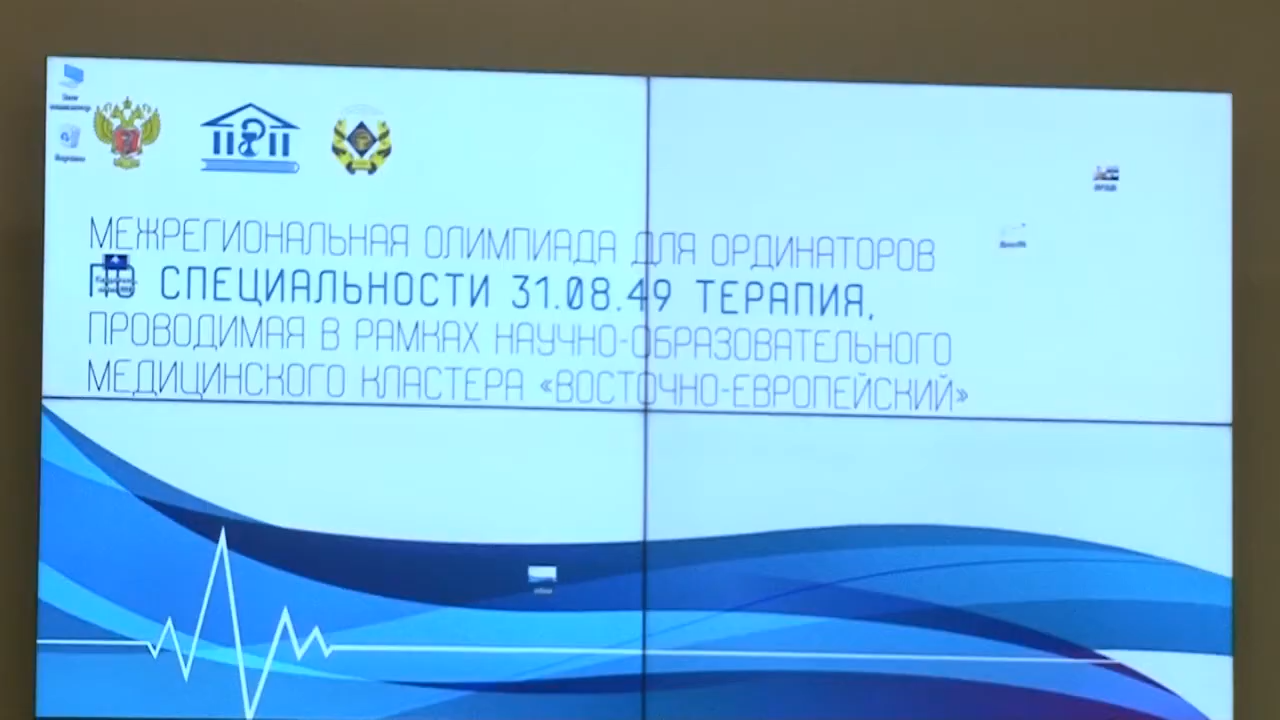 МЕЖРЕГИОНАЛЬНАЯ ОЛИМПИАДА ДЛЯ ОРДИНАТОРОВ
ПО СПЕЦИАЛЬНОСТИ 31.08.49 ТЕРАПИЯ,
ПРОВОДИМАЯ В РАМКАХ НАУЧНО-ОБРАЗОВАТЕЛЬНОГО
МЕДИЦИНСКОГО КЛАСТЕРА «ВОСТОЧНО-ЕВРОПЕЙСКИЙ»